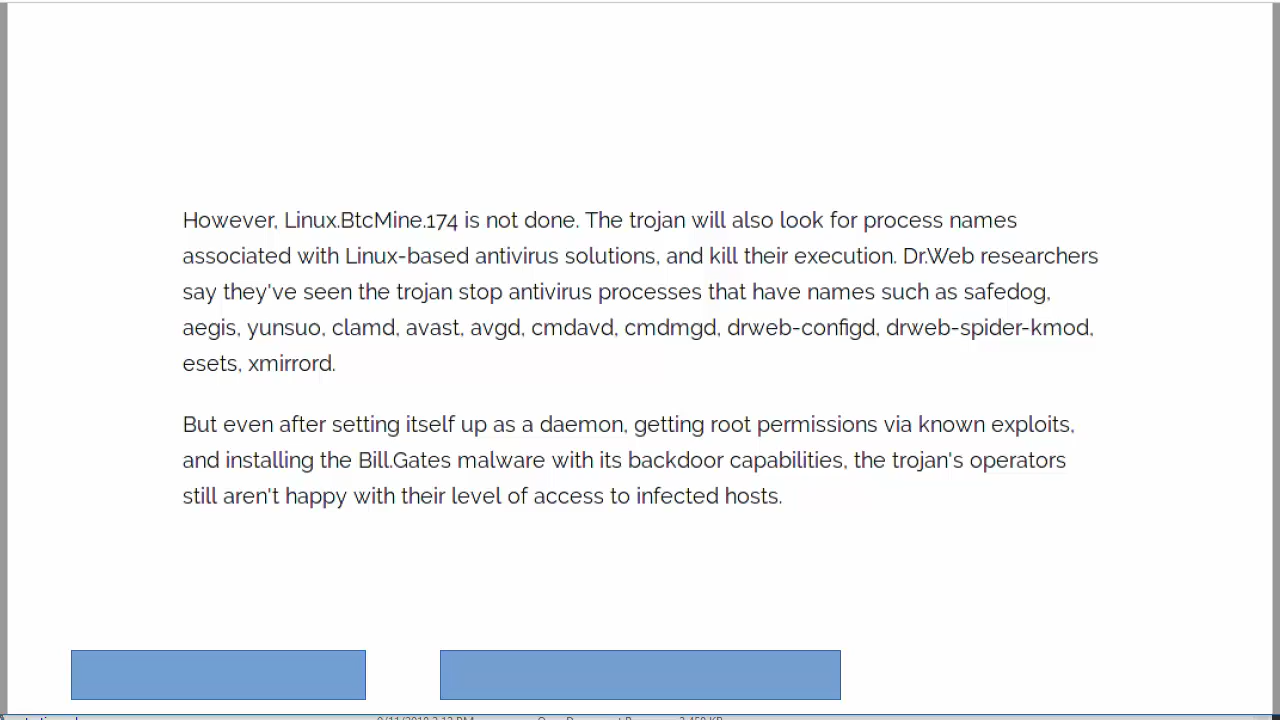 However, Linux.BtcMine.174 is not done. The trojan will also look for process names
associated with Linux-based antivirus solutions, and kill their execution. Dr.Web researchers
say they've seen the trojan stop antivirus processes that have names such as safedog,
aegis, yunsuo, clamd, avast, avgd, cmdavd, cmdmgd, drweb-configd, drweb-spider-kmod,
esets, xmirrord.
But even after setting itself up as a daemon, getting root permissions via known exploits,
and installing the Bill.Gates malware with its backdoor capabilities, the trojan's operators
still aren't happy with their level of access to infected hosts.